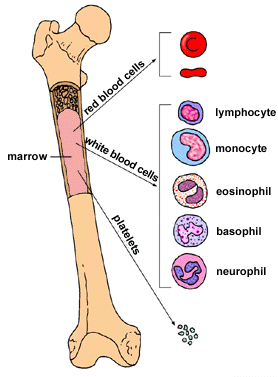 red blood cells
lymphocyte
white blood cells
monocyte
marrow
eosinophil
platelets
basophil
neurophil